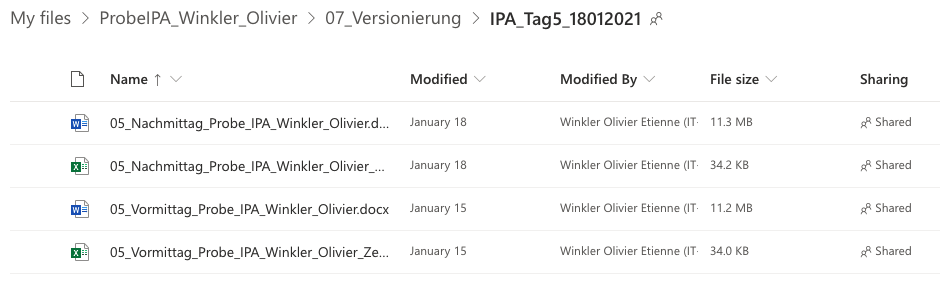 My files > ProbeIPA_Winkler_Olivier > 07_Versionierung > IPA_Tag5_18012021
Name ↑ Modified Modified By File size Sharing
05_Nachmittag_Probe_IPA_Winkler_Olivier.d... January 18 Winkler Olivier Etienne (IT- 11.3 MB Shared
05_Nachmittag_Probe_IPA_Winkler_Olivier_... January 18 Winkler Olivier Etienne (IT- 34.2 KB Shared
05_Vormittag_Probe_IPA_Winkler_Olivier.docx January 15 Winkler Olivier Etienne (IT- 11.2 MB Shared
05_Vormittag_Probe_IPA_Winkler_Olivier_Ze... January 15 Winkler Olivier Etienne (IT- 34.0 KB Shared